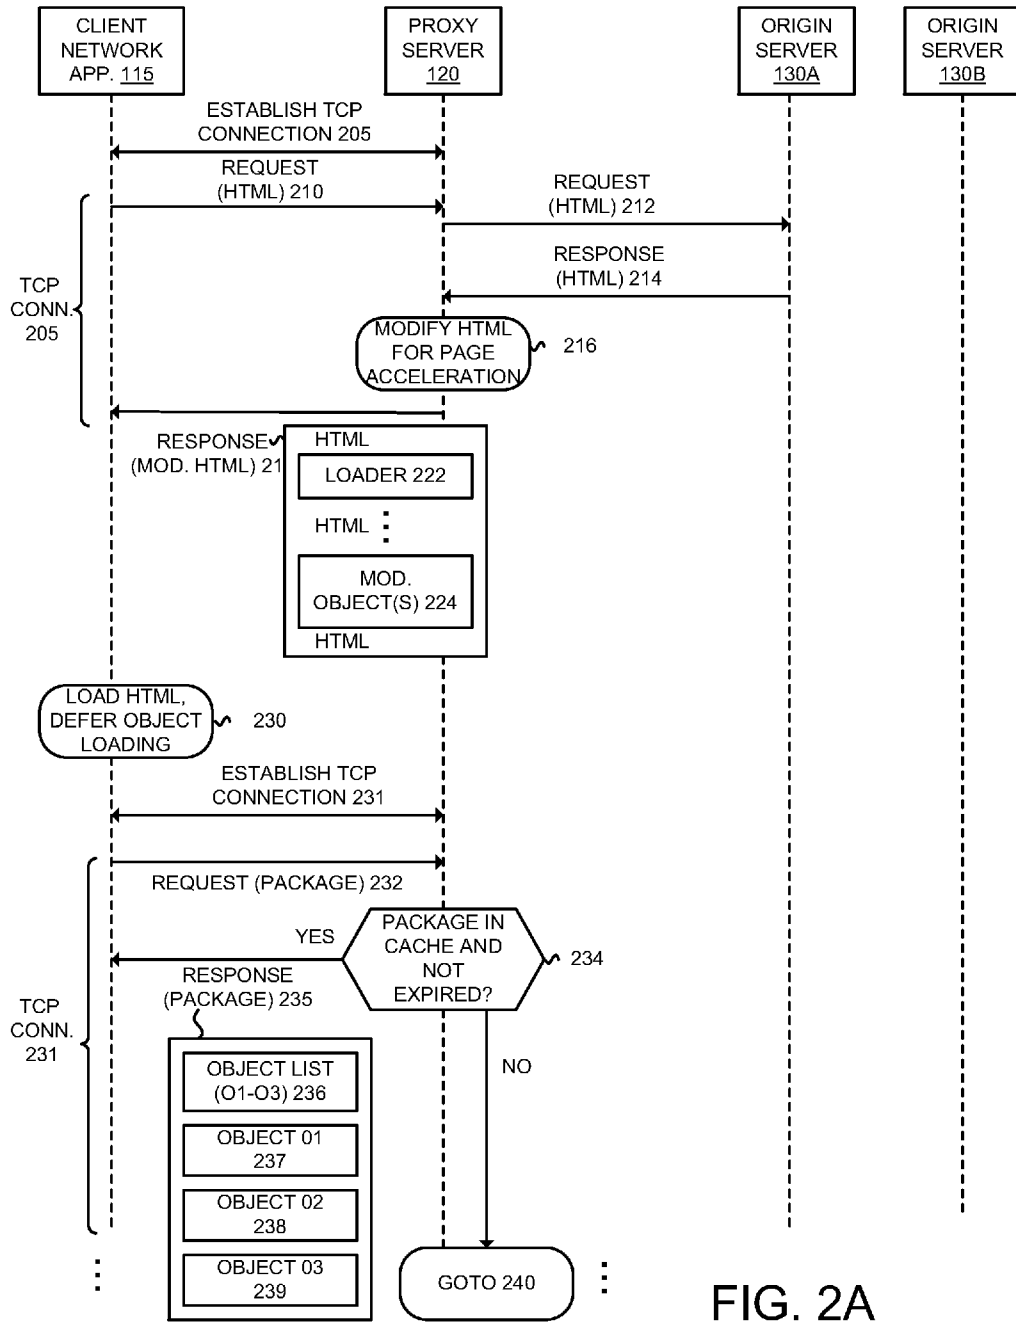 CLIENT
NETWORK
APP. 115
PROXY
SERVER
120
ORIGIN
SERVER
130A
ORIGIN
SERVER
130B
ESTABLISH TCP
CONNECTION 205
REQUEST
(HTML) 210
REQUEST
(HTML) 212
RESPONSE
(HTML) 214
TCP
CONN.
205
MODIFY HTML
FOR PAGE
ACCELERATION
216
RESPONSE
(MOD. HTML) 21
HTML
LOADER 222
HTML
MOD.
OBJECT(S) 224
HTML
LOAD HTML,
DEFER OBJECT
LOADING
230
ESTABLISH TCP
CONNECTION 231
REQUEST (PACKAGE) 232
YES
PACKAGE IN
CACHE AND
NOT
EXPIRED?
234
RESPONSE
(PACKAGE) 235
TCP
CONN.
231
OBJECT LIST
(O1-O3) 236
NO
OBJECT 01
237
OBJECT 02
238
OBJECT 03
239
GOTO 240
FIG. 2A